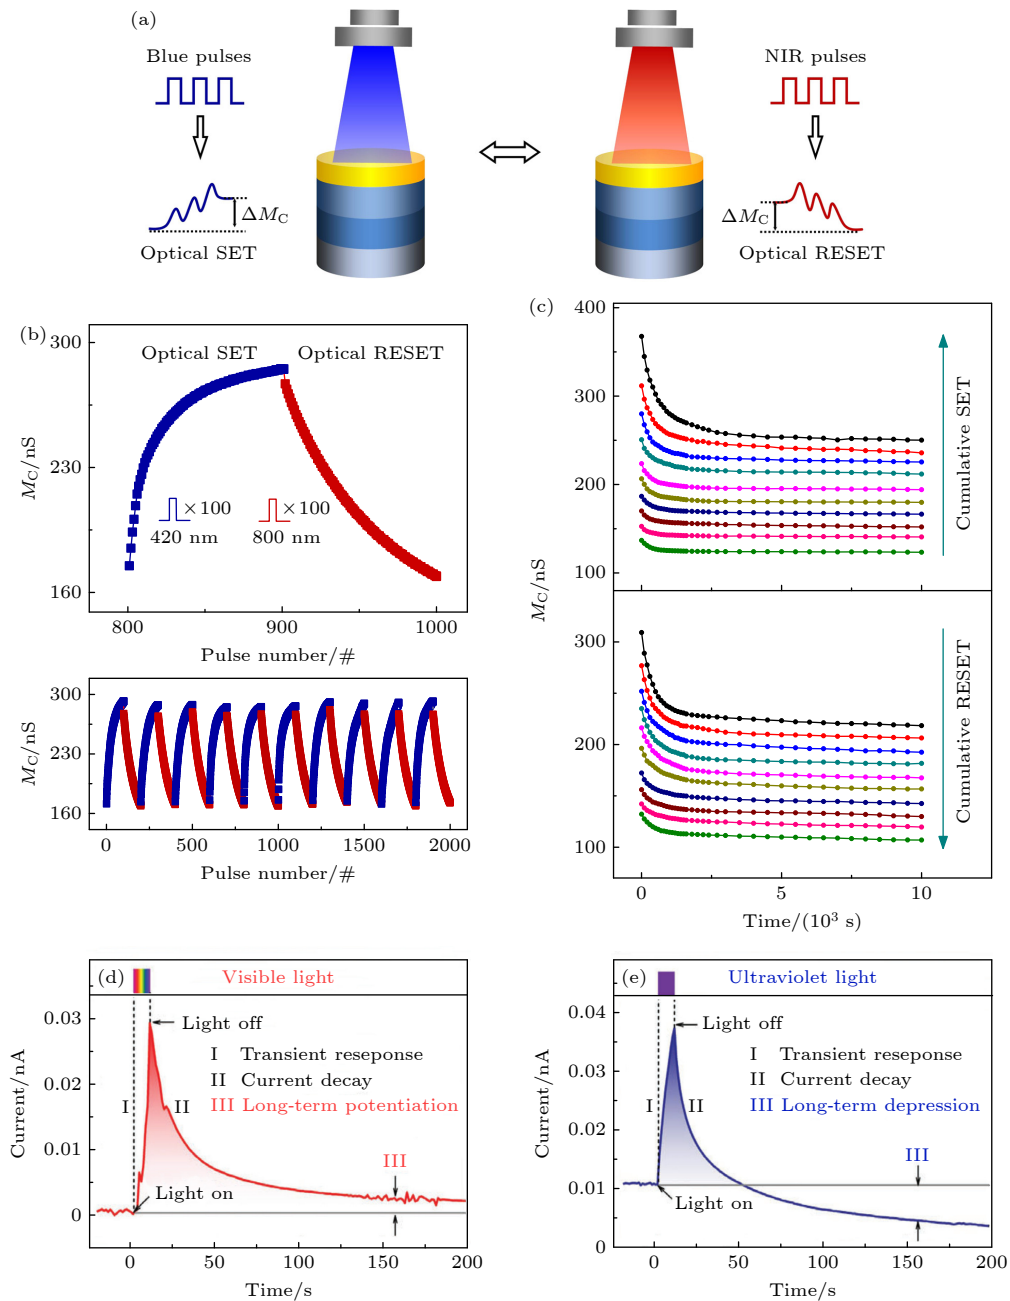 (a)
Blue pulses
NIR pulses
ΔM_C
ΔM_C
Optical SET
Optical RESET
(b)
300
230
160
M_C/nS
Optical SET
Optical RESET
×100
×100
420 nm
800 nm
800
900
1000
Pulse number/#
300
230
160
M_C/nS
0
500
1000
1500
2000
Pulse number/#
(c)
400
300
200
100
Cumulative SET
M_C/nS
300
200
100
Cumulative RESET
0
5
10
Time/(10³ s)
(d)
Visible light
0.03
0.02
0.01
0
Current/nA
Light off
I Transient reseponse
II Current decay
III Long-term potentiation
I
II
III
Light on
0
50
100
150
200
Time/s
(e)
Ultraviolet light
0.04
0.03
0.02
0.01
0
Current/nA
Light off
I Transient response
II Current decay
III Long-term depression
I
II
III
Light on
0
50
100
150
200
Time/s